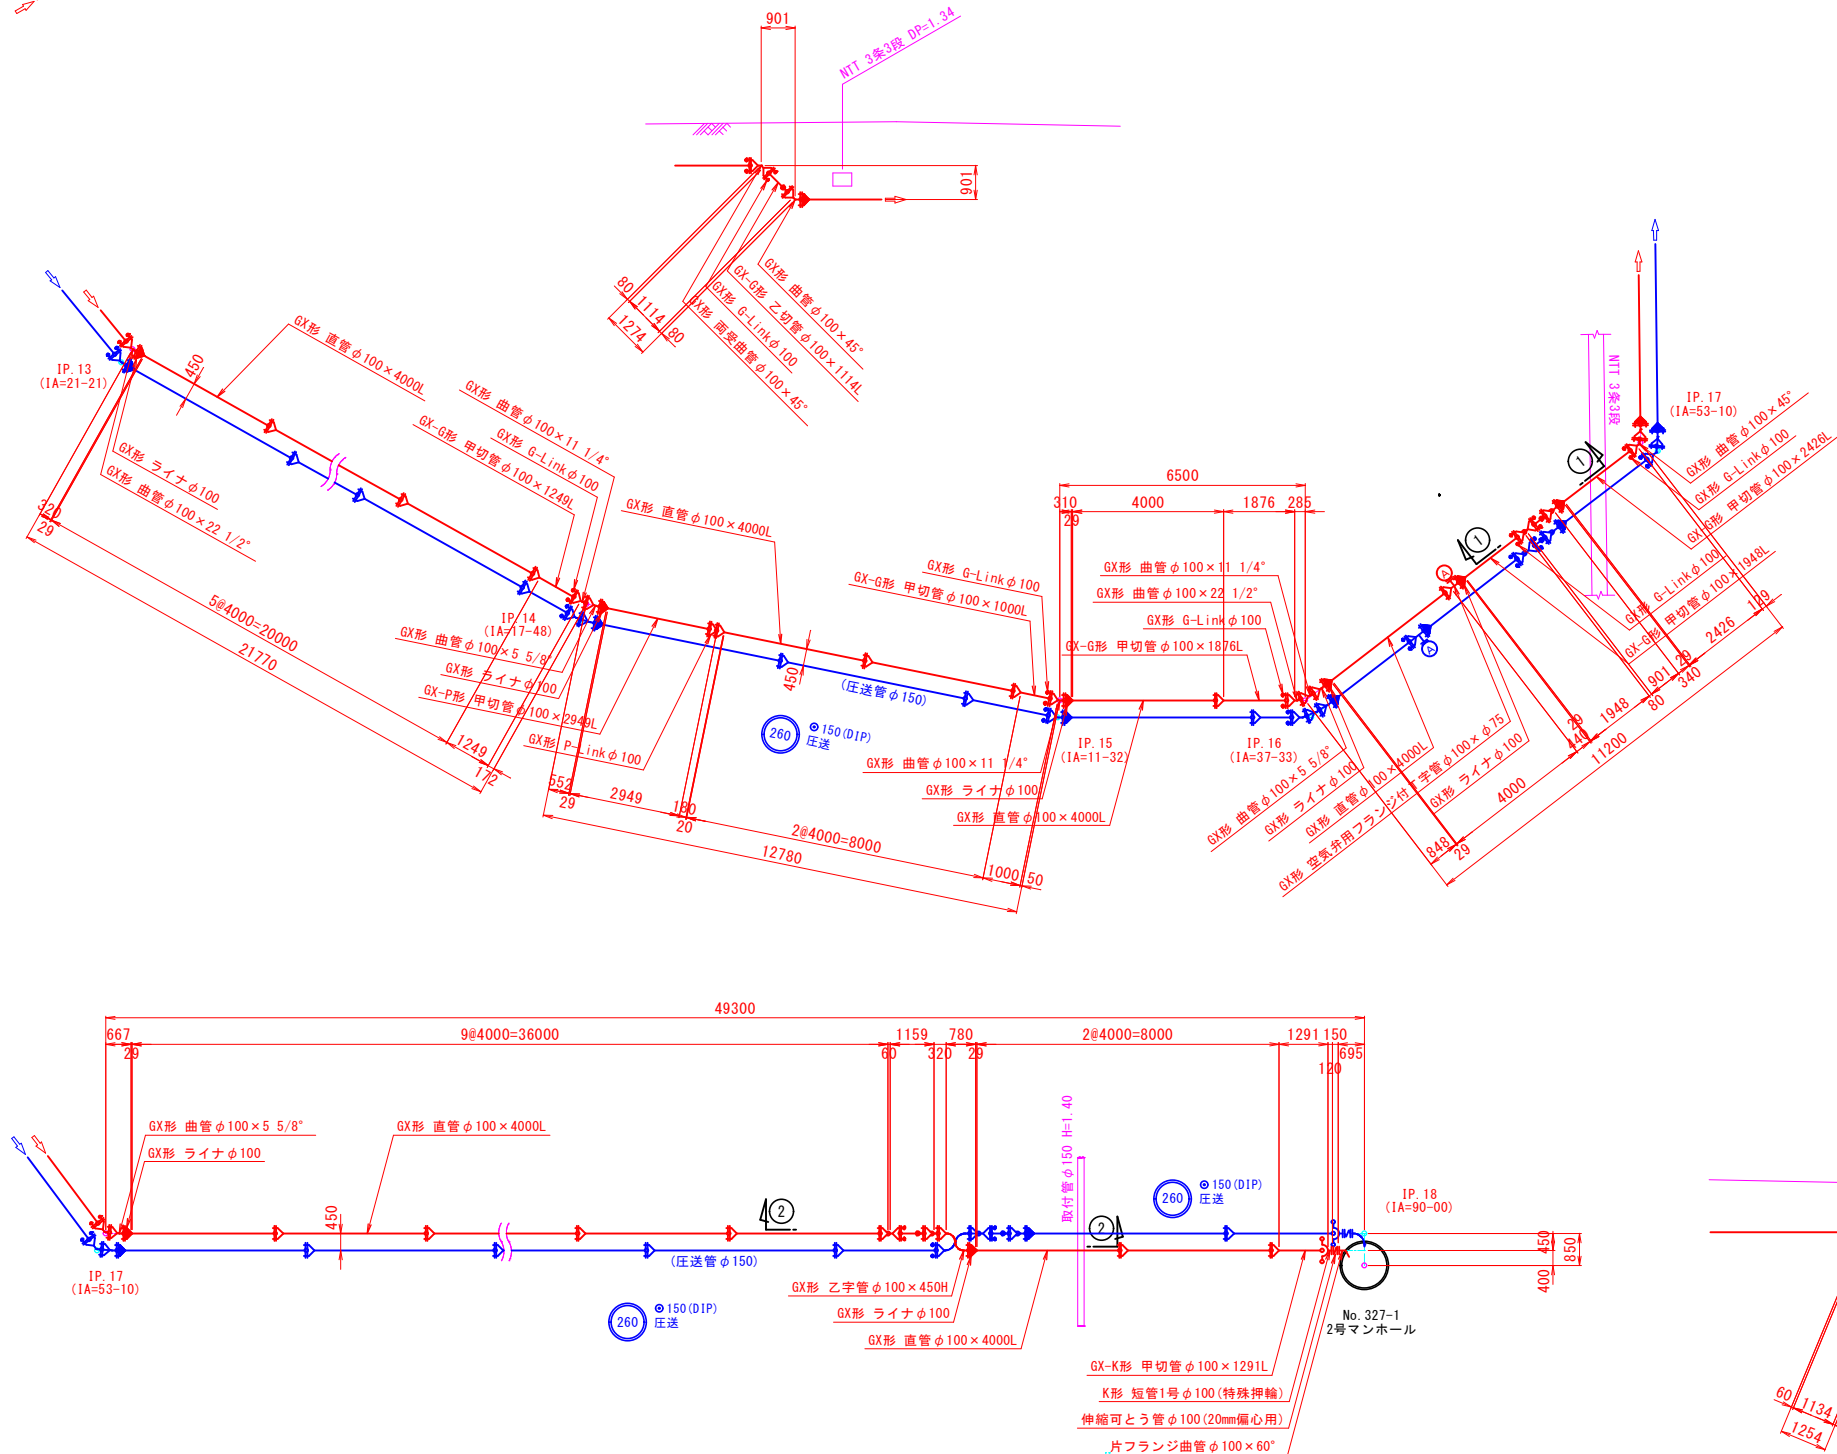 901
NTT 3条3段 DP=1.34
901
80
1114
80
1274
GX形 曲管φ100×45°
GX-G形 乙切管φ100×1114L
GX形 G-Linkφ100
GX形 両受曲管φ100×45°
IP.13
(IA=21-21)
450
GX形 直管φ100×4000L
GX形 曲管φ100×11 1/4°
GX形 G-Linkφ100
GX-G形 甲切管φ100×1249L
GX形 ライナφ100
GX形 曲管φ100×22 1/2°
320
29
5@4000=20000
21770
1249
172
IP.14
(IA=17-48)
GX形 曲管φ100×5 5/8°
GX形 ライナφ100
GX-P形 甲切管φ100×2949L
GX形 P-Linkφ100
GX形 直管φ100×4000L
552
29
2949
180
20
2@4000=8000
12780
1000
150
450
(圧送管φ150)
260
150(DIP)
圧送
GX形 G-Linkφ100
GX-G形 甲切管φ100×1000L
GX形 曲管φ100×11 1/4°
GX形 ライナφ100
GX形 直管φ100×4000L
6500
310
29
4000
1876
285
GX形 曲管φ100×11 1/4°
GX形 曲管φ100×22 1/2°
GX形 G-Linkφ100
GX-G形 甲切管φ100×1876L
IP.15
(IA=11-32)
IP.16
(IA=37-33)
GX形 曲管φ100×5 5/8°
GX形 ライナφ100
GX形 直管φ100×4000L
GX形 空気弁用フランジ付T字管φ100×φ75
GX形 ライナφ100
848
29
4000
440
29
1948
80
901
340
29
2426
129
1200
A
A
1
1
NTT 3条3段
IP.17
(IA=53-10)
GX形 曲管φ100×45°
GX形 G-Linkφ100
GX-G形 甲切管φ100×2426L
GX形 G-Linkφ100
GX-G形 甲切管φ100×1948L
49300
667
29
9@4000=36000
60
1159
320
780
29
2@4000=8000
1291
120
150
695
GX形 曲管φ100×5 5/8°
GX形 ライナφ100
GX形 直管φ100×4000L
450
2
取付管φ150 H=1.40
2
260
150(DIP)
圧送
IP.18
(IA=90-00)
450
400
850
IP.17
(IA=53-10)
(圧送管φ150)
260
150(DIP)
圧送
GX形 乙字管φ100×450H
GX形 ライナφ100
GX形 直管φ100×4000L
No.327-1
2号マンホール
GX-K形 甲切管φ100×1291L
K形 短管1号φ100(特殊押輪)
伸縮可とう管φ100(20mm偏心用)
片フランジ曲管φ100×60°
60
1134
1254